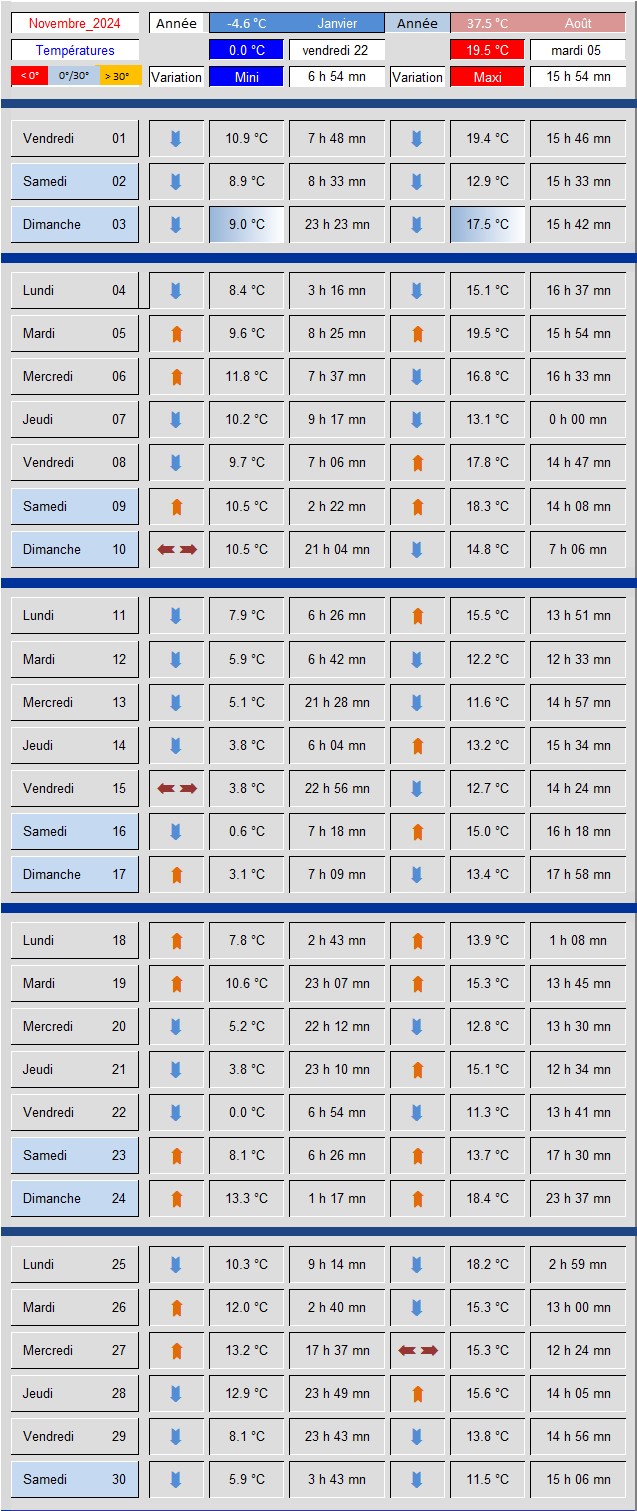 Novembre_2024 Année -4.6 °C Janvier Année 37.5 °C Août
Températures 0.0 °C vendredi 22 19.5 °C mardi 05
< 0° 0°/30° > 30° Variation Mini 6 h 54 mn Variation Maxi 15 h 54 mn
Vendredi 01 10.9 °C 7 h 48 mn 19.4 °C 15 h 46 mn
Samedi 02 8.9 °C 8 h 33 mn 12.9 °C 15 h 33 mn
Dimanche 03 9.0 °C 23 h 23 mn 17.5 °C 15 h 42 mn
Lundi 04 8.4 °C 3 h 16 mn 15.1 °C 16 h 37 mn
Mardi 05 9.6 °C 8 h 25 mn 19.5 °C 15 h 54 mn
Mercredi 06 11.8 °C 7 h 37 mn 16.8 °C 16 h 33 mn
Jeudi 07 10.2 °C 9 h 17 mn 13.1 °C 0 h 00 mn
Vendredi 08 9.7 °C 7 h 06 mn 17.8 °C 14 h 47 mn
Samedi 09 10.5 °C 2 h 22 mn 18.3 °C 14 h 08 mn
Dimanche 10 10.5 °C 21 h 04 mn 14.8 °C 7 h 06 mn
Lundi 11 7.9 °C 6 h 26 mn 15.5 °C 13 h 51 mn
Mardi 12 5.9 °C 6 h 42 mn 12.2 °C 12 h 33 mn
Mercredi 13 5.1 °C 21 h 28 mn 11.6 °C 14 h 57 mn
Jeudi 14 3.8 °C 6 h 04 mn 13.2 °C 15 h 34 mn
Vendredi 15 3.8 °C 22 h 56 mn 12.7 °C 14 h 24 mn
Samedi 16 0.6 °C 7 h 18 mn 15.0 °C 16 h 18 mn
Dimanche 17 3.1 °C 7 h 09 mn 13.4 °C 17 h 58 mn
Lundi 18 7.8 °C 2 h 43 mn 13.9 °C 1 h 08 mn
Mardi 19 10.6 °C 23 h 07 mn 15.3 °C 13 h 45 mn
Mercredi 20 5.2 °C 22 h 12 mn 12.8 °C 13 h 30 mn
Jeudi 21 3.8 °C 23 h 10 mn 15.1 °C 12 h 34 mn
Vendredi 22 0.0 °C 6 h 54 mn 11.3 °C 13 h 41 mn
Samedi 23 8.1 °C 6 h 26 mn 13.7 °C 17 h 30 mn
Dimanche 24 13.3 °C 1 h 17 mn 18.4 °C 23 h 37 mn
Lundi 25 10.3 °C 9 h 14 mn 18.2 °C 2 h 59 mn
Mardi 26 12.0 °C 2 h 40 mn 15.3 °C 13 h 00 mn
Mercredi 27 13.2 °C 17 h 37 mn 15.3 °C 12 h 24 mn
Jeudi 28 12.9 °C 23 h 49 mn 15.6 °C 14 h 05 mn
Vendredi 29 8.1 °C 23 h 43 mn 13.8 °C 14 h 56 mn
Samedi 30 5.9 °C 3 h 43 mn 11.5 °C 15 h 06 mn